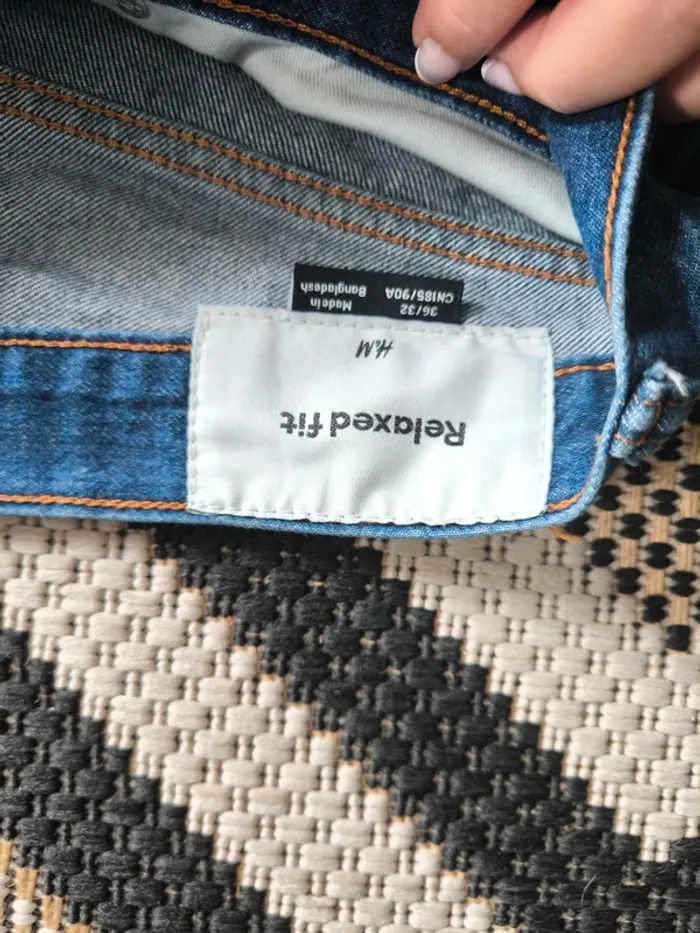 Relaxed fit
H&M
36/32
CN185/90A
Made in
Bangladesh